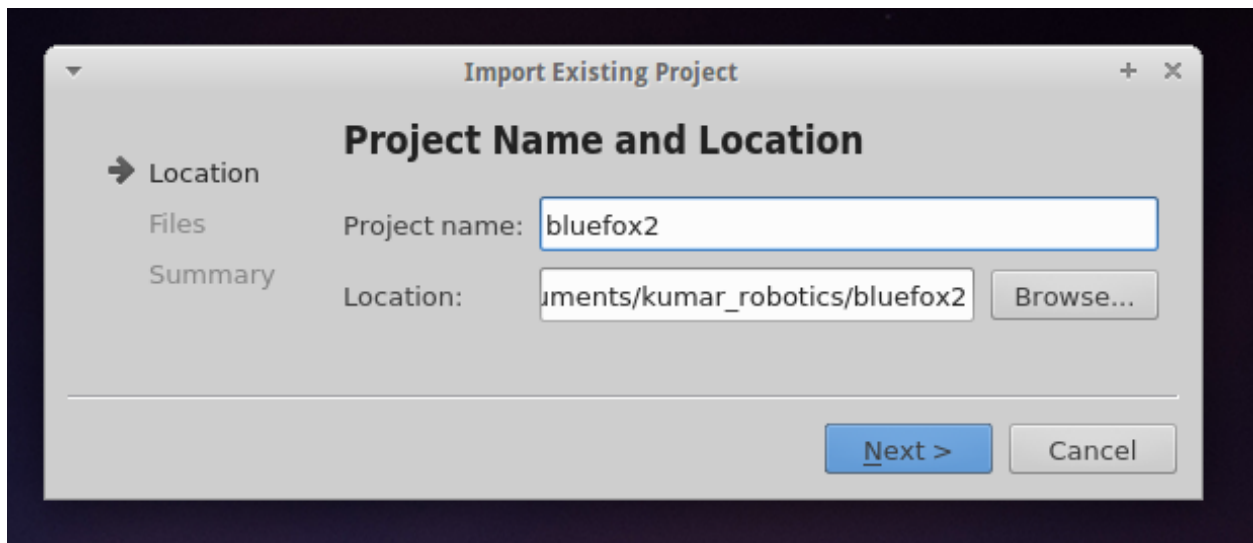 Import Existing Project
Project Name and Location
Location
Files
Summary
Project name: bluefox2
Location: uments/kumar_robotics/bluefox2 Browse...
Next > Cancel